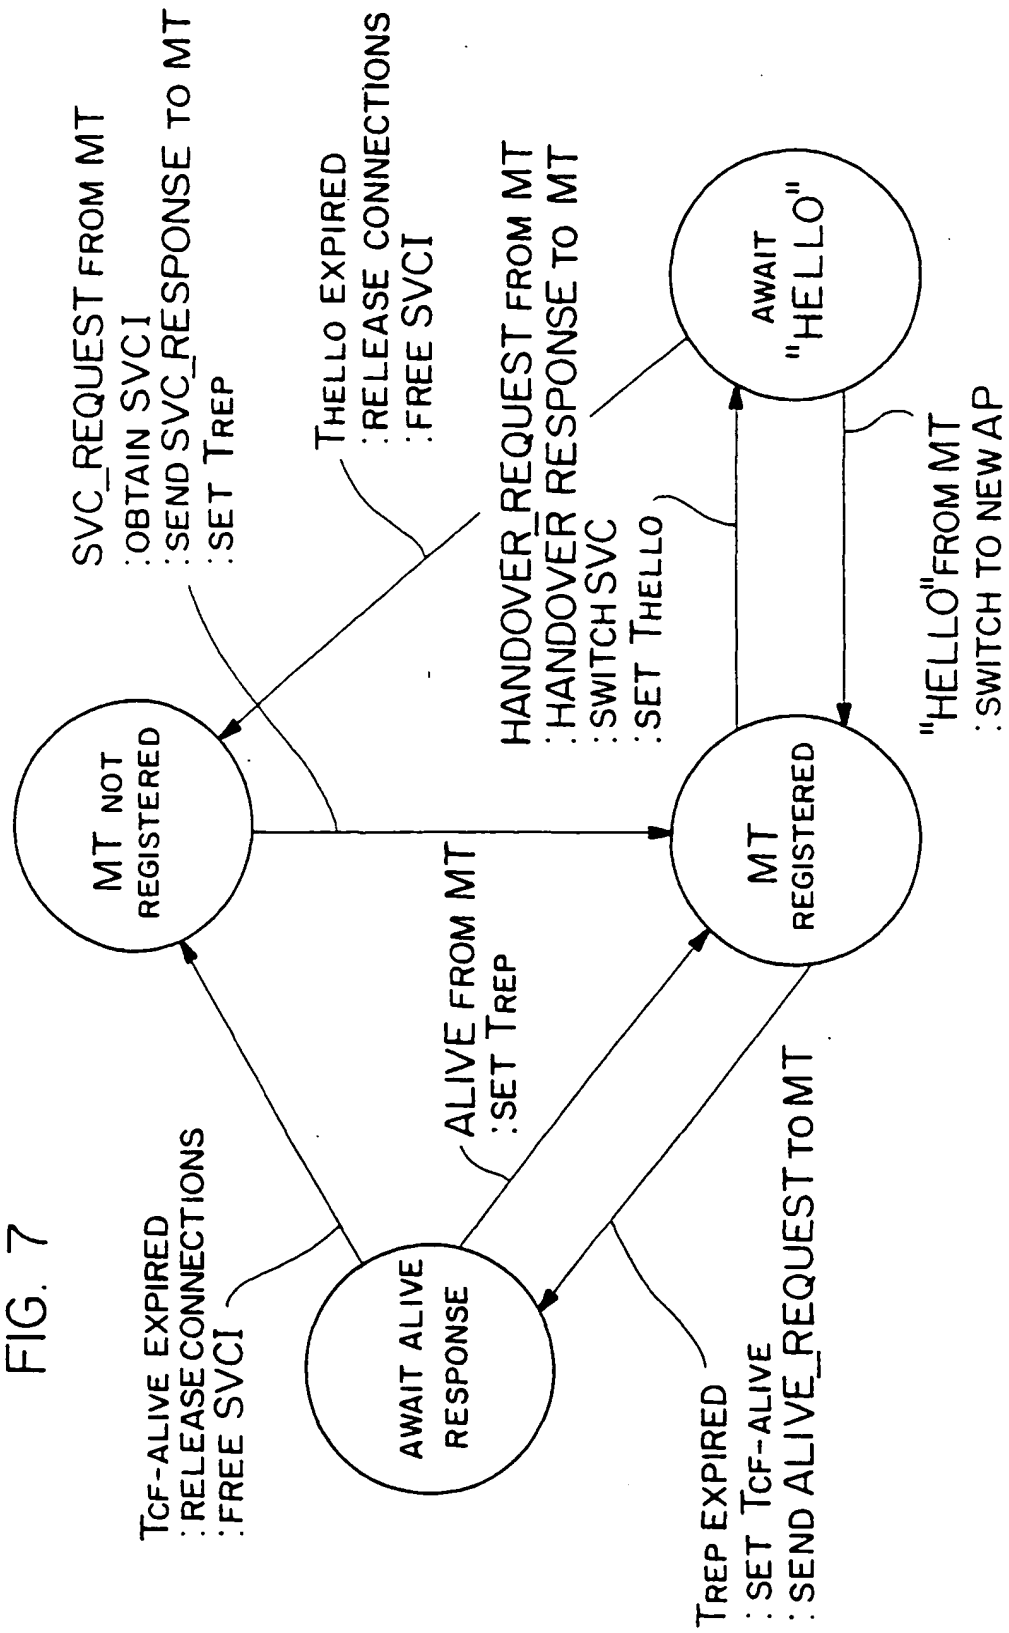 FIG. 7
SVC_REQUEST FROM MT
:OBTAIN SVCI
:SEND SVC_RESPONSE TO MT
:SET TREP
TCF-ALIVE EXPIRED
:RELEASE CONNECTIONS
:FREE SVCI
MT NOT
REGISTERED
THELLO EXPIRED
:RELEASE CONNECTIONS
:FREE SVCI
AWAIT ALIVE
RESPONSE
ALIVE FROM MT
:SET TREP
HANDOVER_REQUEST FROM MT
:HANDOVER RESPONSE TO MT
:SWITCH SVC
:SET THELLO
TREP EXPIRED
:SET TCF-ALIVE
:SEND ALIVE_REQUEST TO MT
MT
REGISTERED
AWAIT
"HELLO"
"HELLO" FROM MT
:SWITCH TO NEW AP